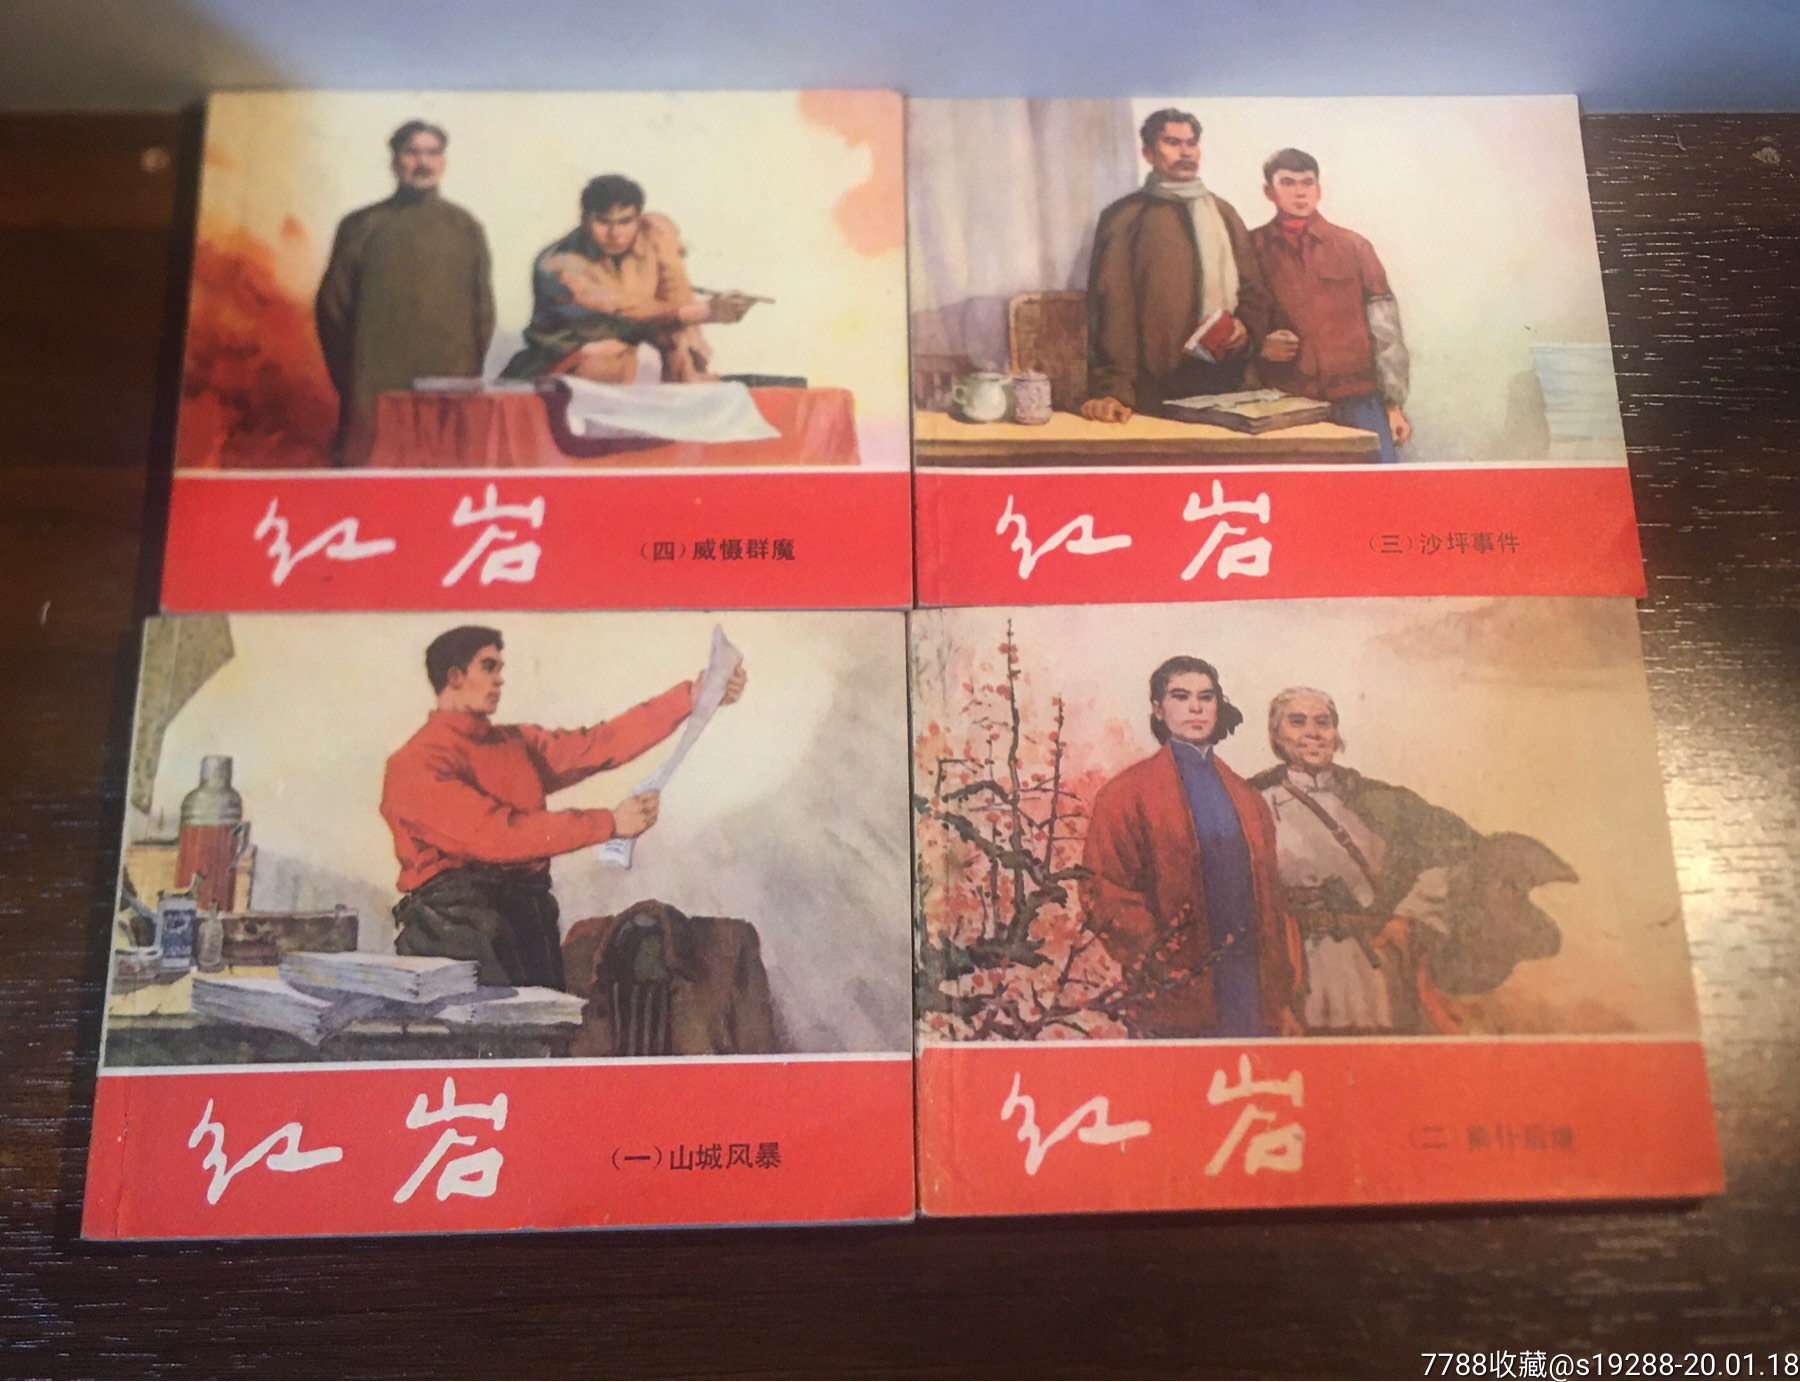 红岩
（四）威慑群魔
红岩
（三）沙坪事件
红岩
（一）山城风暴
红岩
（二）
7788收藏@s19288-20.01.18